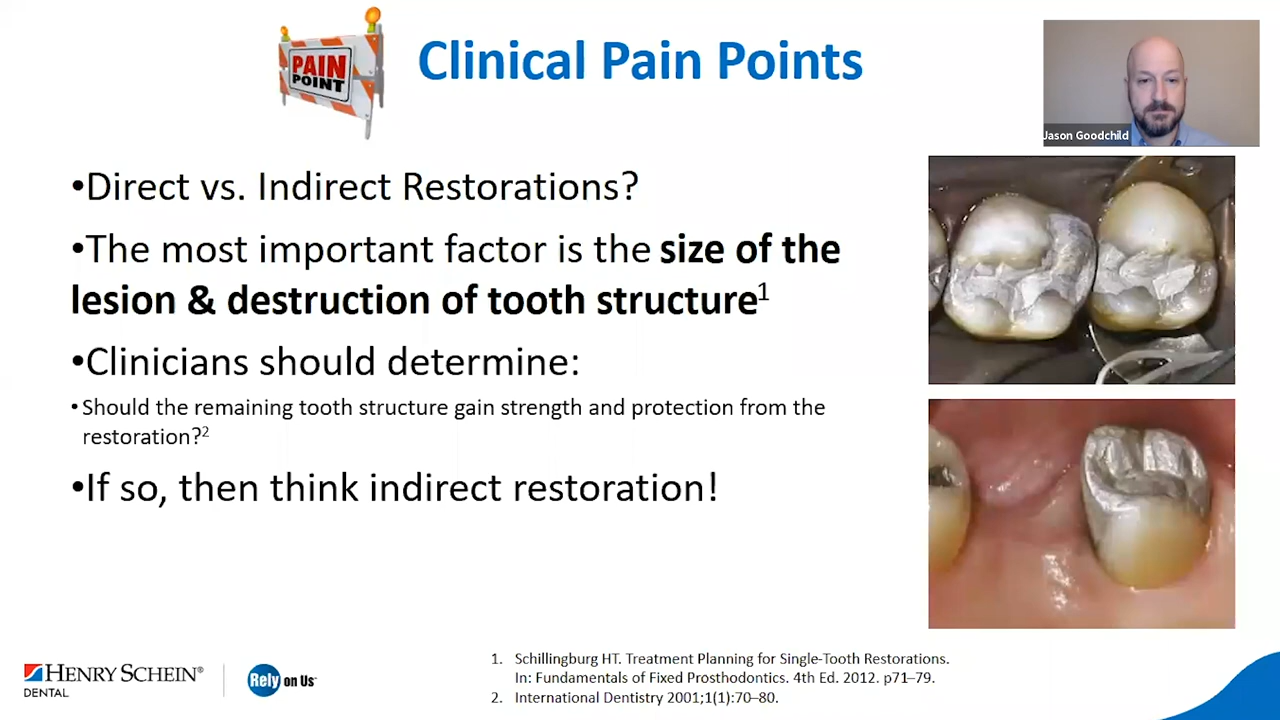 PAIN
POINT
Clinical Pain Points
Jason Goodchild
•Direct vs. Indirect Restorations?
•The most important factor is the size of the
lesion & destruction of tooth structure1
•Clinicians should determine:
•Should the remaining tooth structure gain strength and protection from the
restoration?2
•If so, then think indirect restoration!
HENRY SCHEIN®
DENTAL
Rely on Us™
1. Schillingburg HT. Treatment Planning for Single-Tooth Restorations.
In: Fundamentals of Fixed Prosthodontics. 4th Ed. 2012. p71–79.
2. International Dentistry 2001;1(1):70–80.